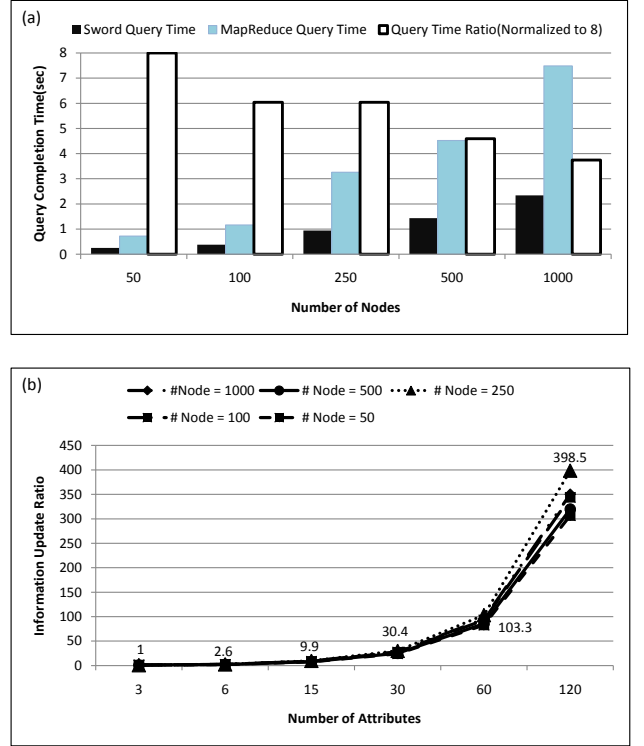 (a)
Sword Query Time MapReduce Query Time Query Time Ratio(Normalized to 8)
Query Completion Time(sec)
8
7
6
5
4
3
2
1
0
50 100 250 500 1000
Number of Nodes
(b)
#Node = 1000 # Node = 500 # Node = 250
# Node = 100 # Node = 50
Information Update Ratio
450
400
350
300
250
200
150
100
50
0
1 2.6 9.9 30.4 103.3 398.5
3 6 15 30 60 120
Number of Attributes